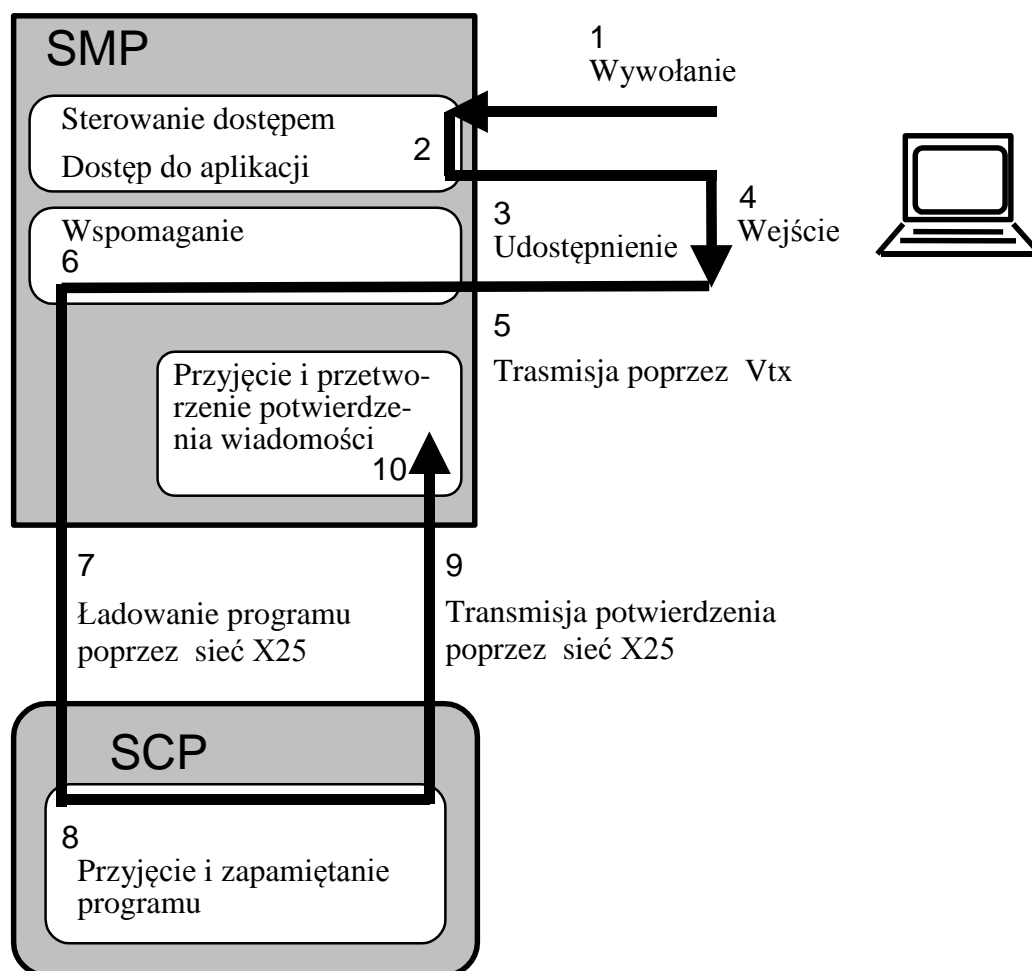 SMP
1
Wywołanie
Sterowanie dostępem
2
Dostęp do aplikacji
3
Udostępnienie
4
Wejście
Wspomaganie
6
5
Trasmisja poprzez Vtx
Przyjęcie i przetwo-
rzenie potwierdze-
nia wiadomości
10
7
Ładowanie programu
poprzez sieć X25
9
Transmisja potwierdzenia
poprzez sieć X25
SCP
8
Przyjęcie i zapamiętanie
programu